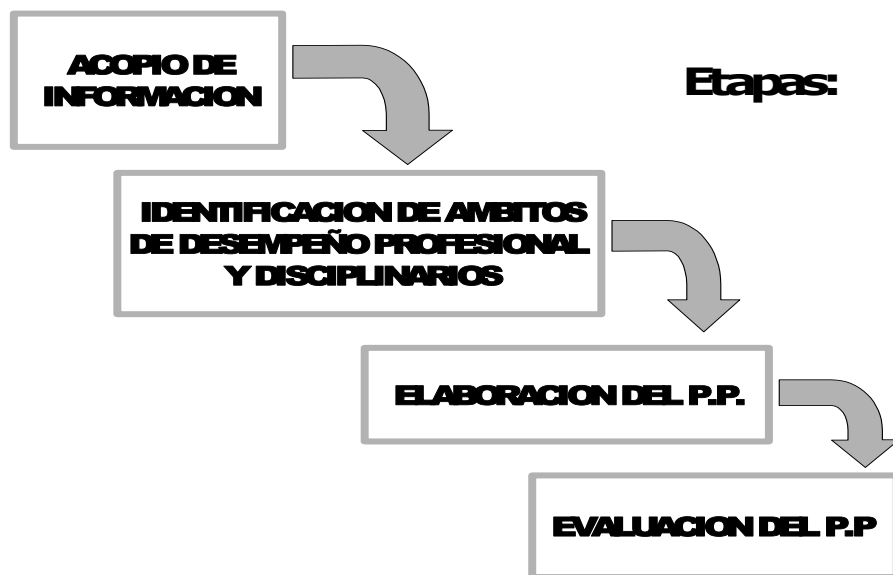 ACOPIO DE
INFORMACION
Etapas:
IDENTIFICACION DE AMBITOS
DE DESEMPEÑO PROFESIONAL
Y DISCIPLINARIOS
ELABORACION DEL P.P.
EVALUACION DEL P.P